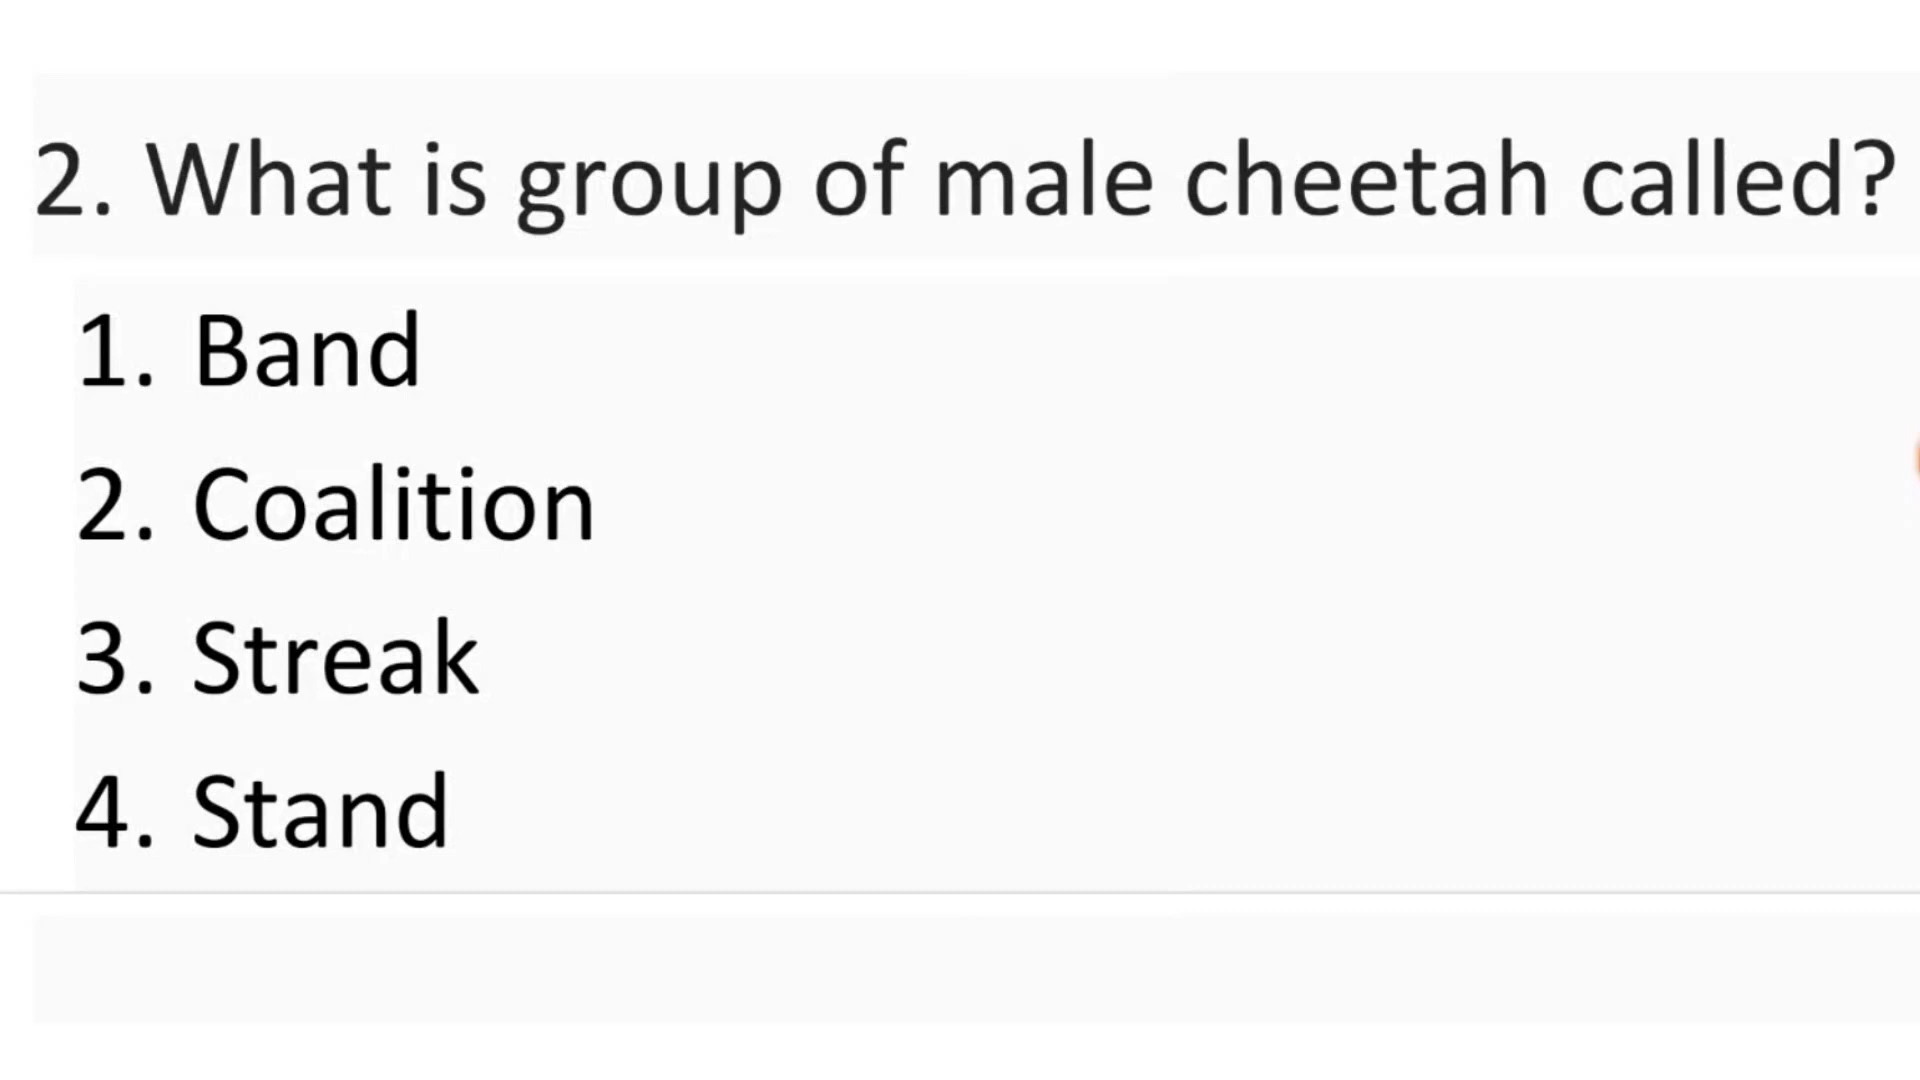 2. What is group of male cheetah called?
1. Band
2. Coalition
3. Streak
4. Stand